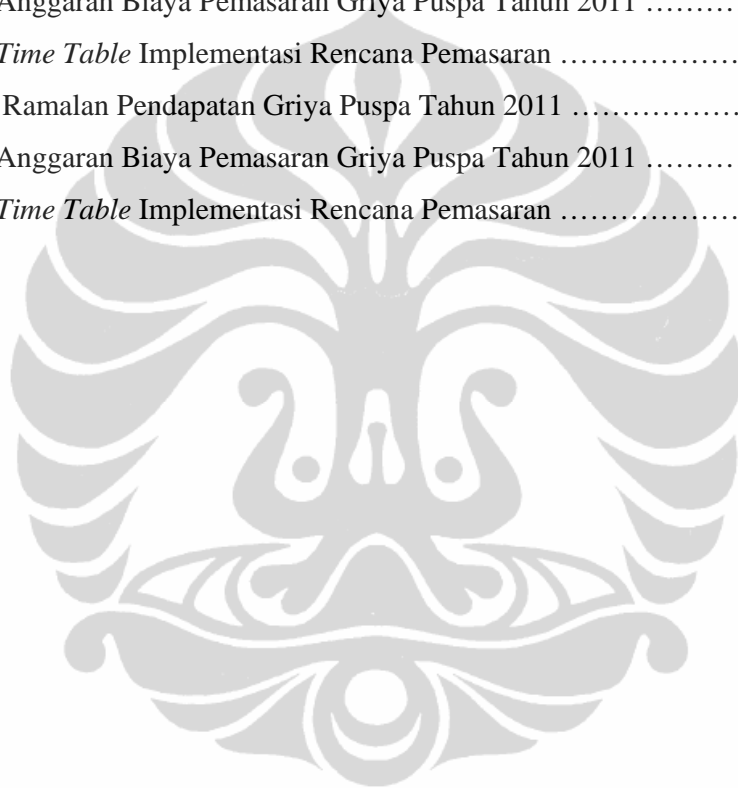 Anggaran Biaya Pemasaran Griya Puspa Tahun 2011 ………
Time Table Implementasi Rencana Pemasaran …………………
Ramalan Pendapatan Griya Puspa Tahun 2011 ………………
Anggaran Biaya Pemasaran Griya Puspa Tahun 2011 ………
Time Table Implementasi Rencana Pemasaran …………………